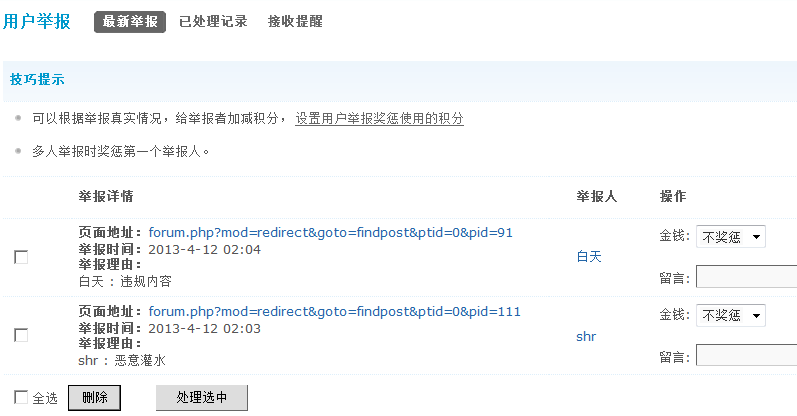 用户举报 最新举报 已处理记录 接收提醒
技巧提示
可以根据举报真实情况，给举报者加减积分， 设置用户举报奖惩使用的积分
多人举报时奖惩第一个举报人。
举报详情 举报人 操作
页面地址：forum.php?mod=redirect&goto=findpost&ptid=0&pid=91
举报时间：2013-4-12 02:04
举报理由：
白天：违规内容
白天
金钱: 不奖惩
留言:
页面地址：forum.php?mod=redirect&goto=findpost&ptid=0&pid=111
举报时间：2013-4-12 02:03
举报理由：
shr：恶意灌水
shr
金钱: 不奖惩
留言:
全选 删除 处理选中